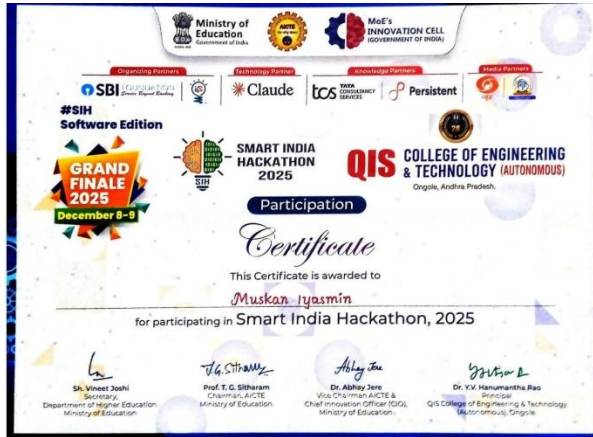 Ministry of
Education
Government of India
AICTE
MoE's
INNOVATION CELL
(GOVERNMENT OF INDIA)
Organizing Partners
Technology Partner
Knowledge Partners
Media Partners
SBI FOUNDATION
Service Beyond Banking
Claude
tcs TATA
CONSULTANCY
SERVICES
Persistent
#SIH
Software Edition
GRAND
FINALE
2025
December 8-9
SIH
SMART INDIA
HACKATHON
2025
QIS COLLEGE OF ENGINEERING
& TECHNOLOGY (AUTONOMOUS)
Ongole, Andhra Pradesh.
Participation
Certificate
This Certificate is awarded to
Muskan Iyasmin
for participating in Smart India Hackathon, 2025
Sh. Vineet Joshi
Secretary,
Department of Higher Education,
Ministry of Education
Prof. T. G. Sitharam
Chairman, AICTE
Ministry of Education
Dr. Abhay Jere
Vice Chairman AICTE &
Chief Innovation Officer (CIO),
Ministry of Education
Dr. Y.V. Hanumantha Rao
Principal
QIS College of Engineering & Technology
(Autonomous), Ongole